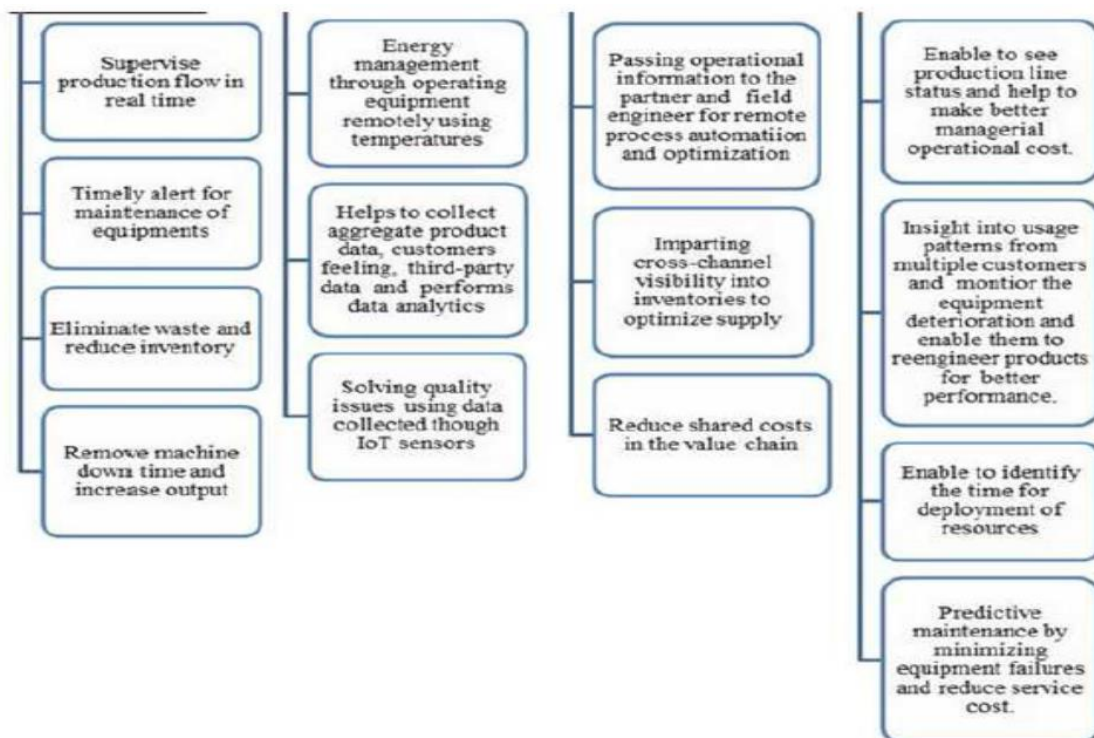 Supervise
production flow in
real time
Timely alert for
maintenance of
equipments
Eliminate waste and
reduce inventory
Remove machine
down time and
increase output
Energy
management
through operating
equipment
remotely using
temperatures
Helps to collect
aggregate product
data, customers
feeling, third-party
data and performs
data analytics
Solving quality
issues using data
collected though
IoT sensors
Passing operational
information to the
partner and field
engineer for remote
process automatiion
and optimization
Imparting
cross-channel
visibility into
inventories to
optimize supply
Reduce shared costs
in the value chain
Enable to see
production line
status and help to
make better
managerial
operational cost.
Insight into usage
patterns from
multiple customers
and montior the
equipment
deterioration and
enable them to
reengineer products
for better
performance.
Enable to identify
the time for
deployment of
resources
Predictive
maintenance by
minimizing
equipment failures
and reduce service
cost.